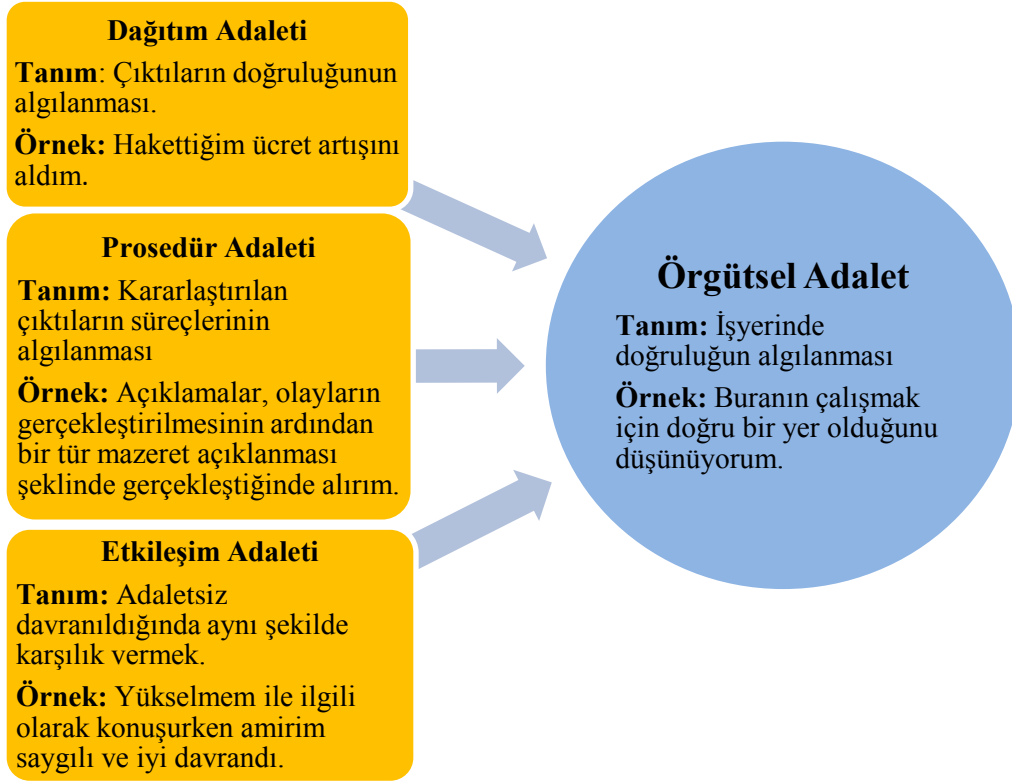 Dağıtım Adaleti
Tanım: Çıktıların doğruluğunun
algılanması.
Örnek: Hakettiğim ücret artışını
aldım.
Prosedür Adaleti
Tanım: Kararlaştırılan
çıktıların süreçlerinin
algılanması
Örnek: Açıklamalar, olayların
gerçekleştirilmesinin ardından
bir tür mazeret açıklanması
şeklinde gerçekleştiğinde alırım.
Etkileşim Adaleti
Tanım: Adaletsiz
davranıldığında aynı şekilde
karşılık vermek.
Örnek: Yükselmem ile ilgili
olarak konuşurken amirim
saygılı ve iyi davrandı.
Örgütsel Adalet
Tanım: İşyerinde
doğruluğun algılanması
Örnek: Buranın çalışmak
için doğru bir yer olduğunu
düşünüyorum.